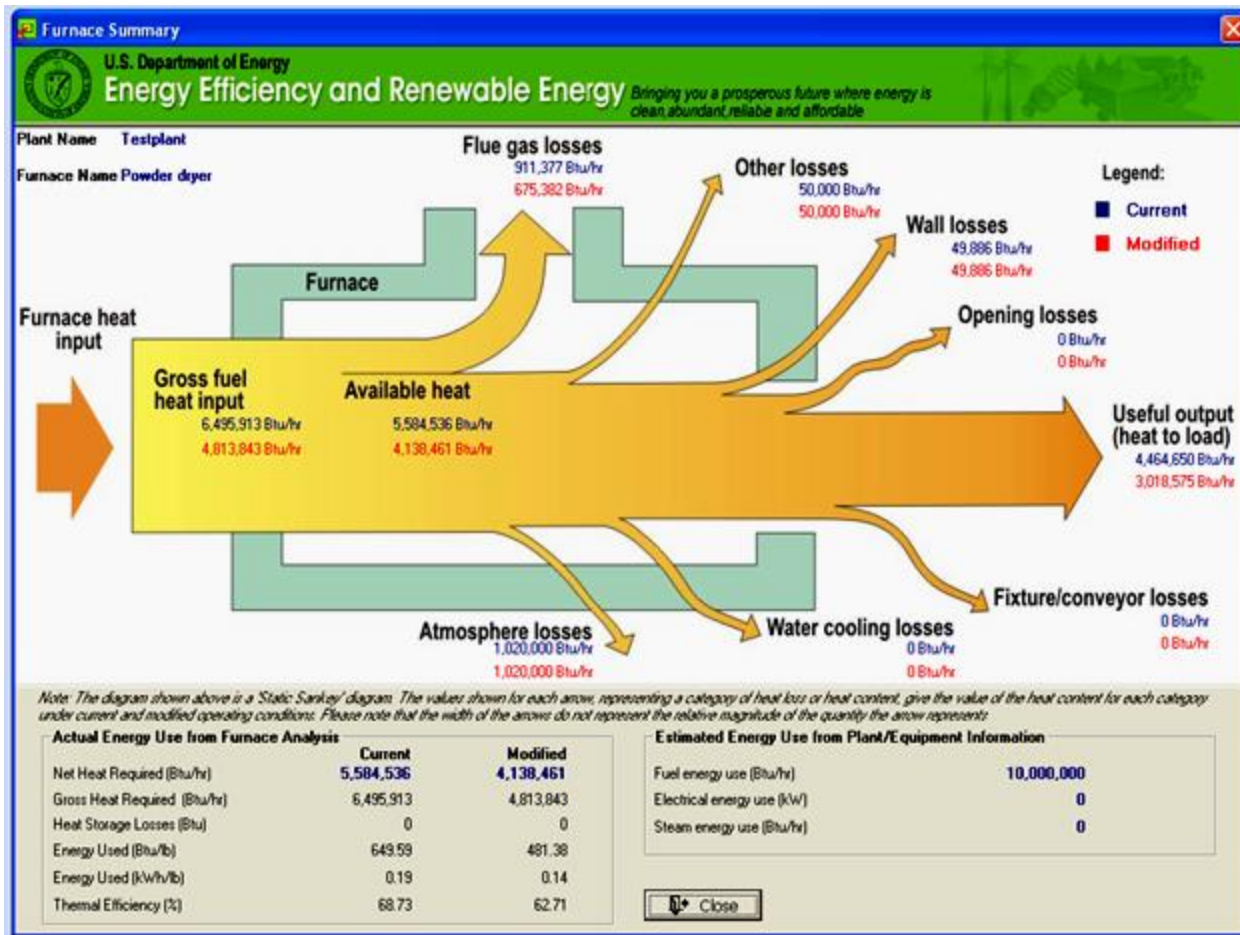 Furnace Summary
U.S. Department of Energy
Energy Efficiency and Renewable Energy
Bringing you a prosperous future where energy is
clean,abundant,reliabe and affordable
Plant Name Testplant
Furnace Name Powder dryer
Flue gas losses
911,377 Btu/hr
675,382 Btu/hr
Other losses
50,000 Btu/hr
50,000 Btu/hr
Wall losses
49,886 Btu/hr
49,886 Btu/hr
Legend:
Current
Modified
Furnace
Furnace heat
input
Opening losses
0 Btu/hr
0 Btu/hr
Gross fuel
heat input
6,495,913 Btu/hr
4,813,843 Btu/hr
Available heat
5,584,536 Btu/hr
4,138,461 Btu/hr
Useful output
(heat to load)
4,464,650 Btu/hr
3,018,575 Btu/hr
Atmosphere losses
1,020,000 Btu/hr
1,020,000 Btu/hr
Water cooling losses
0 Btu/hr
0 Btu/hr
Fixture/conveyor losses
0 Btu/hr
0 Btu/hr
Note: The diagram shown above is a 'Static Sankey' diagram. The values shown for each arrow, representing a category of heat loss or heat content, give the value of the heat content for each category
under current and modified operating conditions. Please note that the width of the arrows do not represent the relative magnitude of the quantity the arrow represents
Actual Energy Use from Furnace Analysis
Current Modified
Net Heat Required (Btu/hr) 5,584,536 4,138,461
Gross Heat Required (Btu/hr) 6,495,913 4,813,843
Heat Storage Losses (Btu) 0 0
Energy Used (Btu/lb) 649.59 481.38
Energy Used (kWh/lb) 0.19 0.14
Thermal Efficiency (%) 68.73 62.71
Estimated Energy Use from Plant/Equipment Information
Fuel energy use (Btu/hr) 10,000,000
Electrical energy use (kW) 0
Steam energy use (Btu/hr) 0
Close